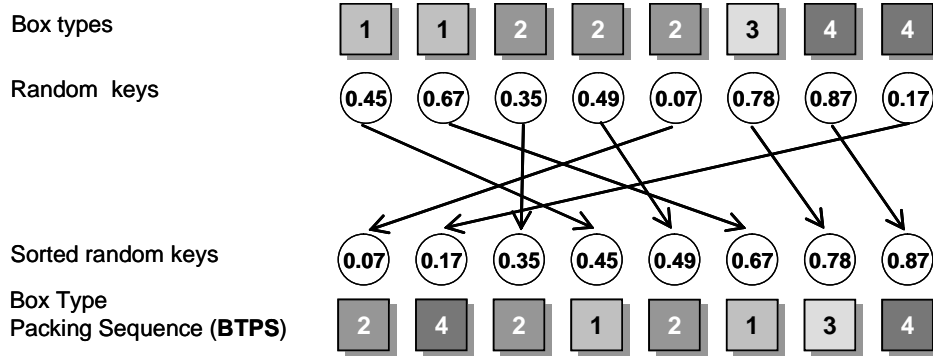 Box types 1 1 2 2 2 3 4 4
Random keys 0.45 0.67 0.35 0.49 0.07 0.78 0.87 0.17
Sorted random keys 0.07 0.17 0.35 0.45 0.49 0.67 0.78 0.87
Box Type
Packing Sequence (BTPS) 2 4 2 1 2 1 3 4